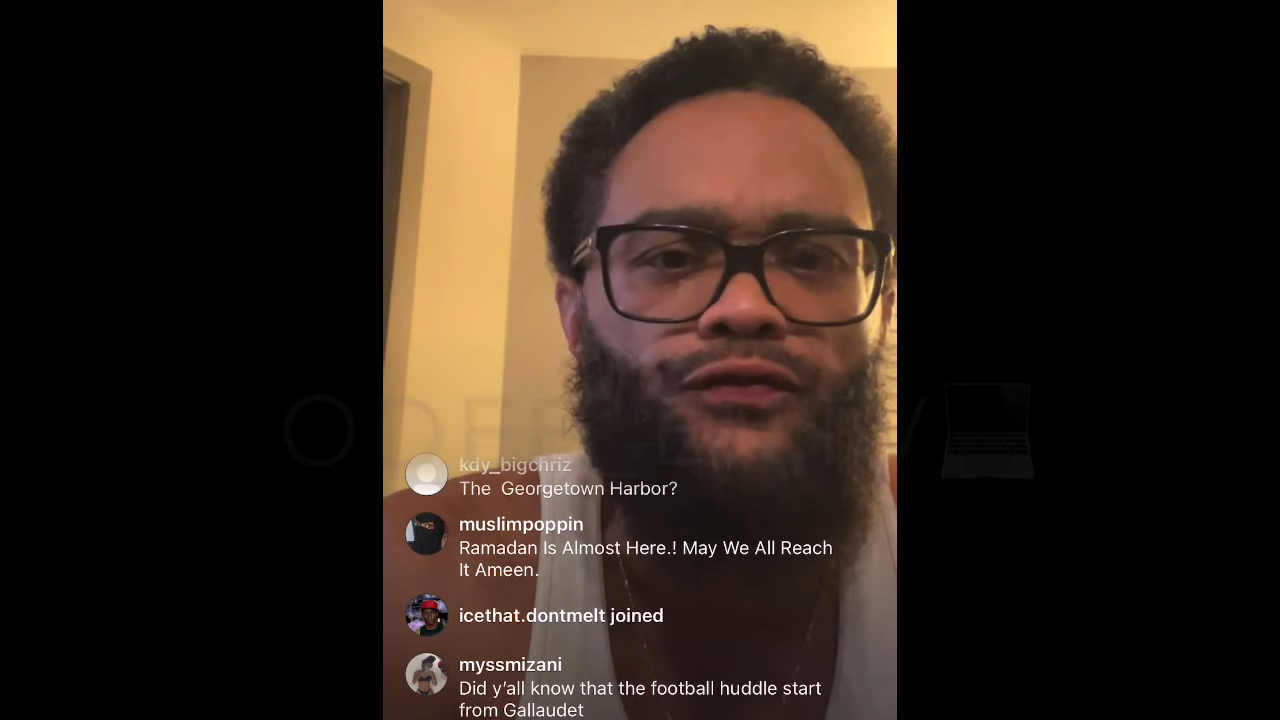 kdy_bigchriz
The Georgetown Harbor?
muslimpoppin
Ramadan Is Almost Here.! May We All Reach
It Ameen.
icethat.dontmelt joined
myssmizani
Did y'all know that the football huddle start
from Gallaudet